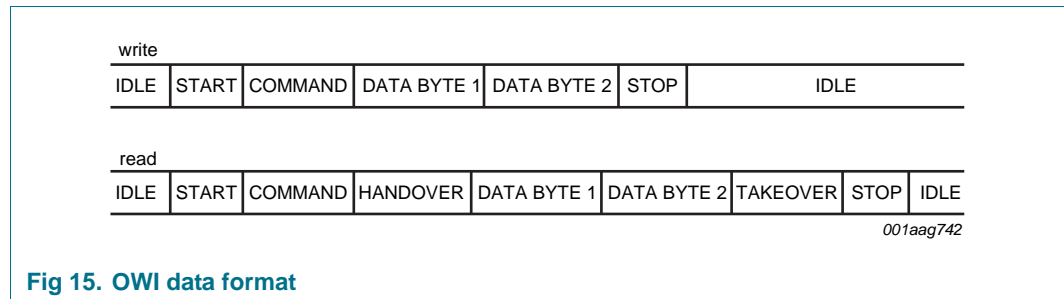 write
IDLE START COMMAND DATA BYTE 1 DATA BYTE 2 STOP IDLE
read
IDLE START COMMAND HANDOVER DATA BYTE 1 DATA BYTE 2 TAKEOVER STOP IDLE
001aag742
Fig 15. OWI data format